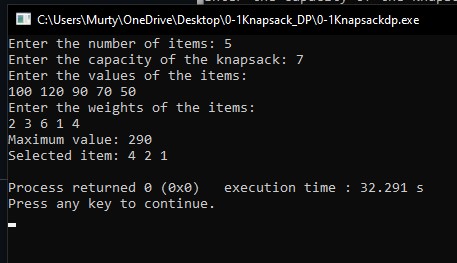 C:\Users\Murty\OneDrive\Desktop\0-1Knapsack_DP\0-1Knapsackdp.exe
Enter the number of items: 5
Enter the capacity of the knapsack: 7
Enter the values of the items:
100 120 90 70 50
Enter the weights of the items:
2 3 6 1 4
Maximum value: 290
Selected item: 4 2 1
Process returned 0 (0x0)   execution time : 32.291 s
Press any key to continue.